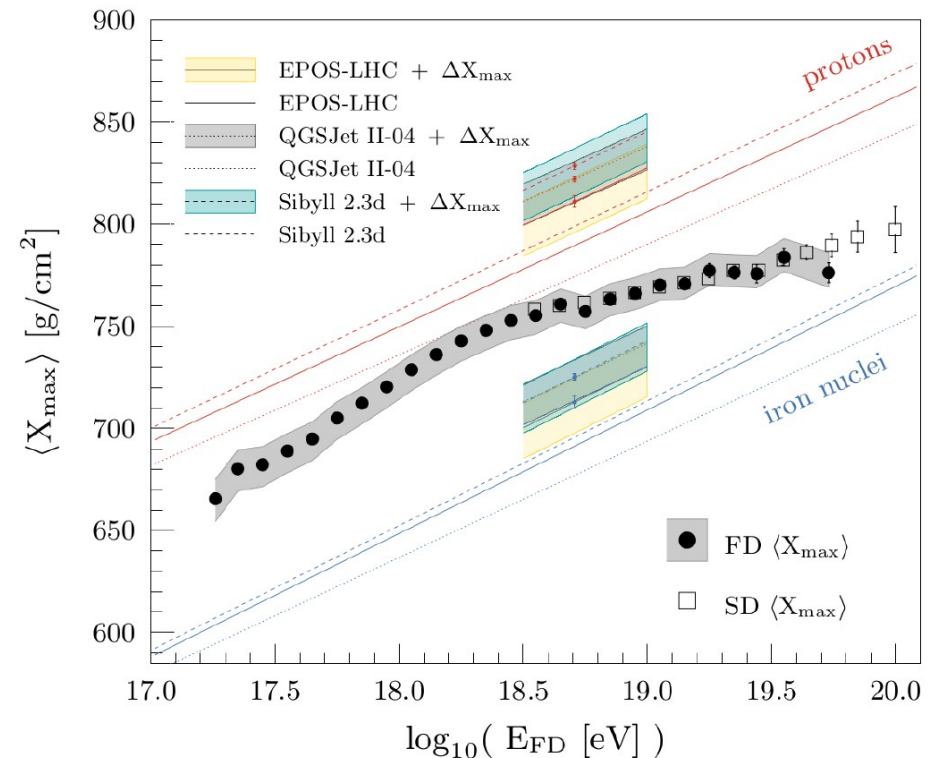 900
850
800
750
700
650
600
⟨X_max⟩ [g/cm²]
EPOS-LHC + ΔX_max
EPOS-LHC
QGSJet II-04 + ΔX_max
QGSJet II-04
Sibyll 2.3d + ΔX_max
Sibyll 2.3d
protons
iron nuclei
FD ⟨X_max⟩
SD ⟨X_max⟩
17.0 17.5 18.0 18.5 19.0 19.5 20.0
log₁₀( E_FD [eV] )